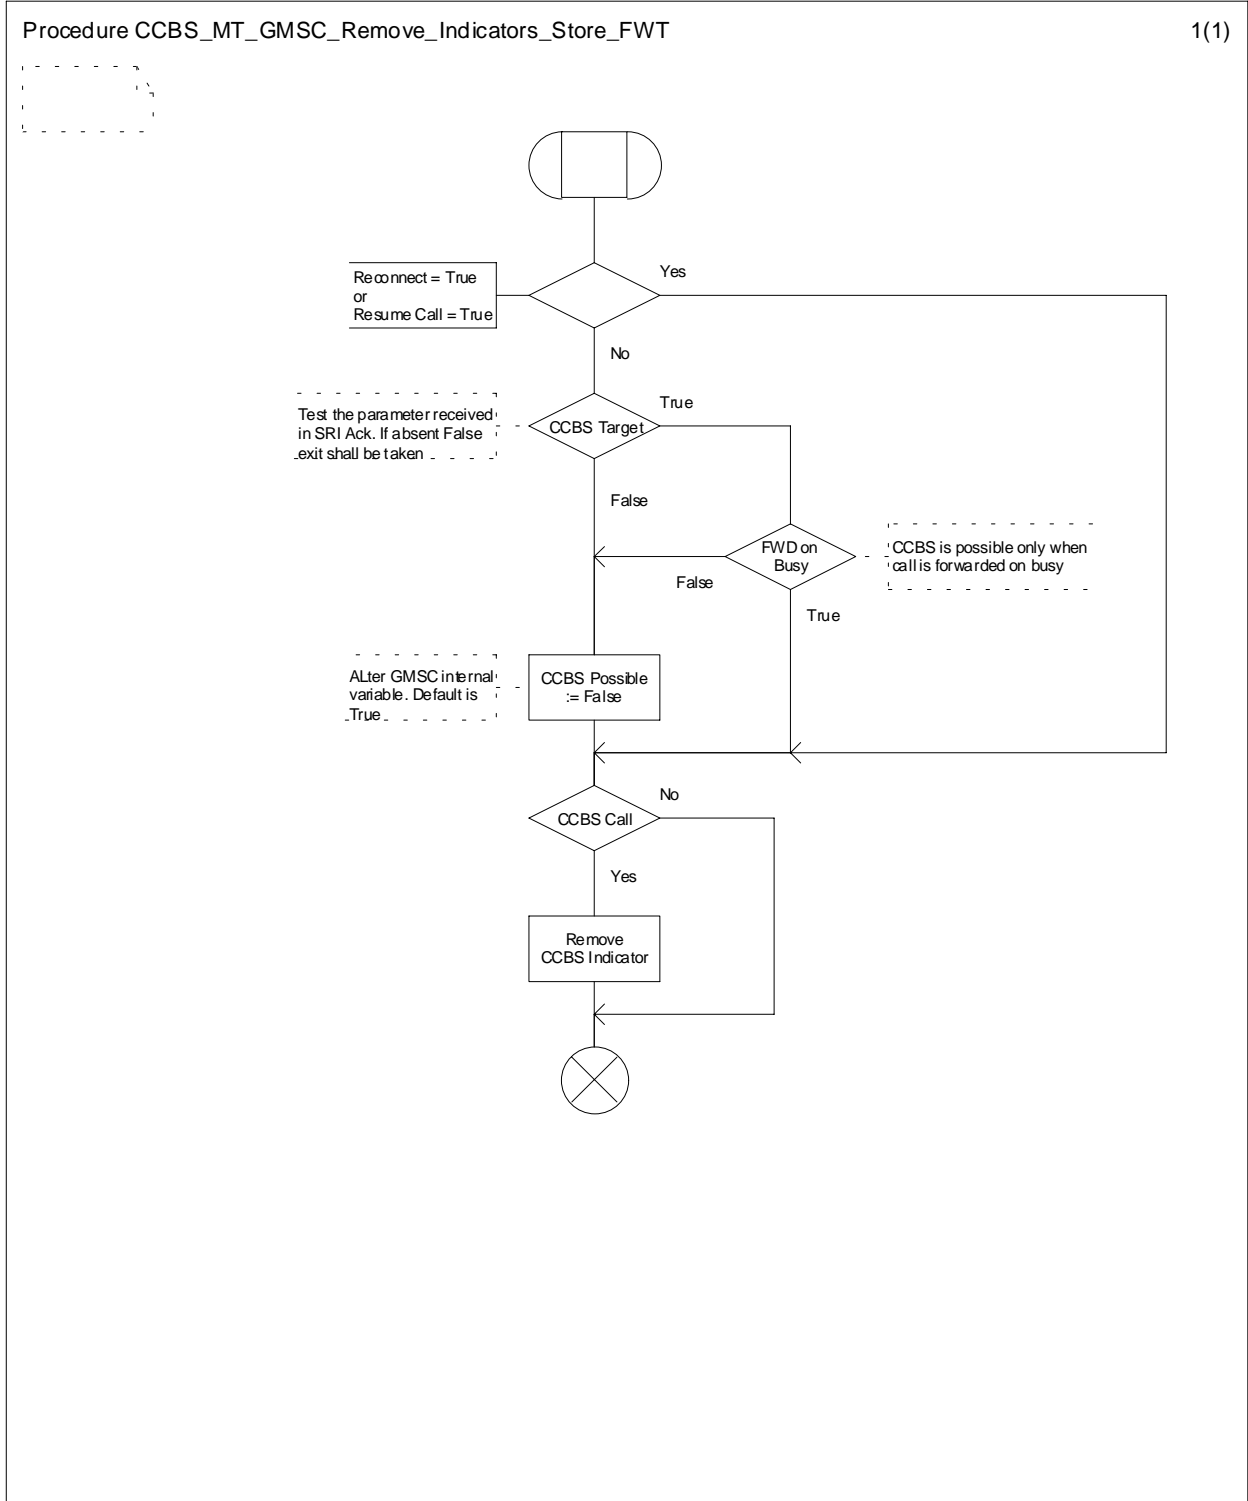 Procedure CCBS_MT_GMSC_Remove_Indicators_Store_FWT
1(1)
Reconnect = True
or
Resume Call = True
Yes
No
Test the parameter received
in SRI Ack. If absent False
exit shall be taken
CCBS Target
True
False
FWD on
Busy
CCBS is possible only when
call is forwarded on busy
False
True
ALter GMSC internal
variable. Default is
True
CCBS Possible
:= False
CCBS Call
No
Yes
Remove
CCBS Indicator